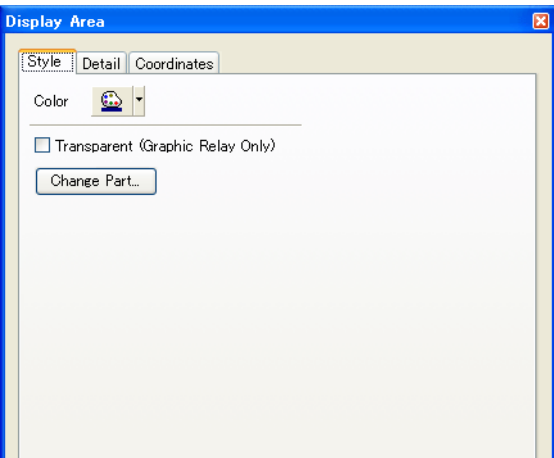 Display Area
Style Detail Coordinates
Color
Transparent (Graphic Relay Only)
Change Part...